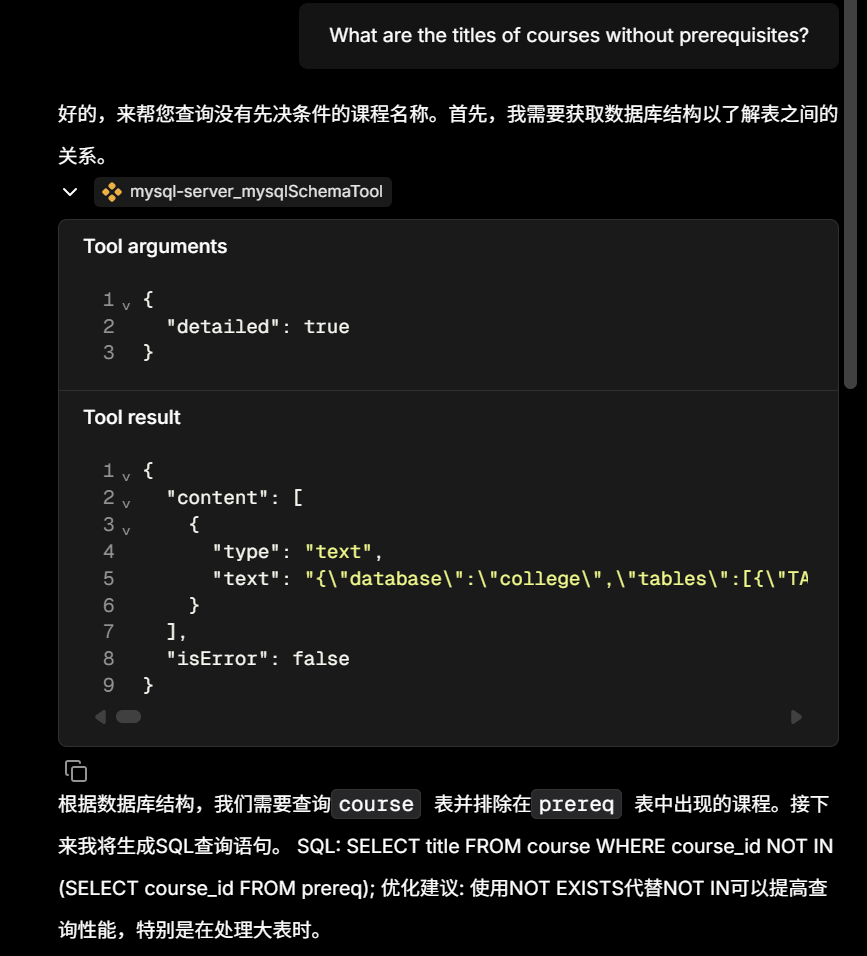 What are the titles of courses without prerequisites?
好的，来帮您查询没有先决条件的课程名称。首先，我需要获取数据库结构以了解表之间的
关系。
mysql-server_mysqlSchemaTool
Tool arguments
1 {
2 "detailed": true
3 }
Tool result
1 {
2 "content": [
3 {
4 "type": "text",
5 "text": "{\"database\":\"college\",\"tables\":[{\"TA
6 }
7 ],
8 "isError": false
9 }
根据数据库结构，我们需要查询 course 表并排除在 prereq 表中出现的课程。接下
来我将生成SQL查询语句。 SQL: SELECT title FROM course WHERE course_id NOT IN
(SELECT course_id FROM prereq); 优化建议: 使用NOT EXISTS代替NOT IN可以提高查
询性能，特别是在处理大表时。